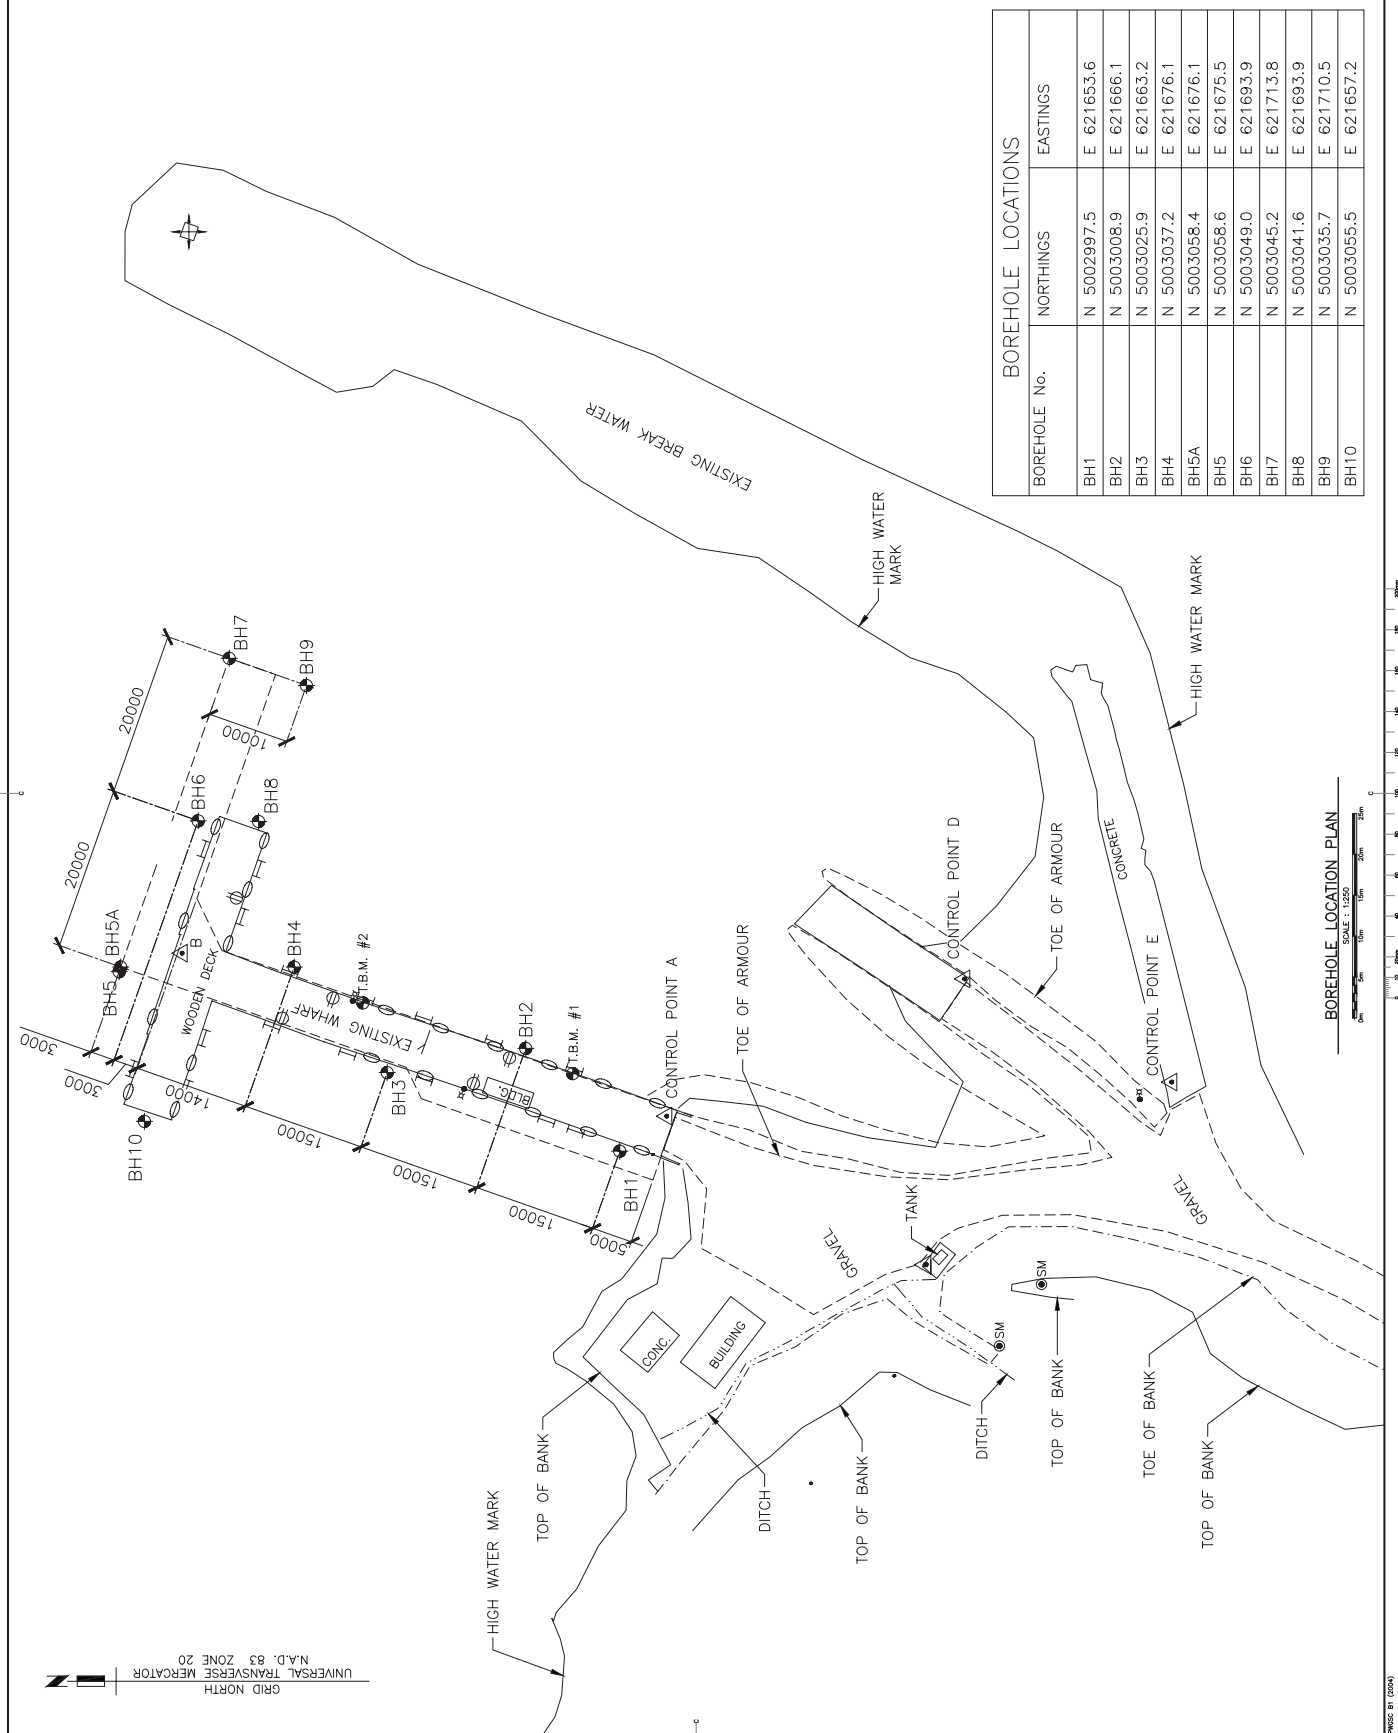 BOREHOLE LOCATIONS
BOREHOLE No. NORTHINGS EASTINGS
BH1 N 5002997.5 E 621653.6
BH2 N 5003008.9 E 621666.1
BH3 N 5003025.9 E 621663.2
BH4 N 5003037.2 E 621676.1
BH5A N 5003058.4 E 621676.1
BH5 N 5003058.6 E 621675.5
BH6 N 5003049.0 E 621693.9
BH7 N 5003045.2 E 621713.8
BH8 N 5003041.6 E 621693.9
BH9 N 5003035.7 E 621710.5
BH10 N 5003055.5 E 621657.2
EXISTING BREAK WATER
HIGH WATER
MARK
HIGH WATER MARK
BH7
BH9
20000
10000
BH6
BH8
20000
BH5A
BH5
B
WOODEN DECK
BH4
T.B.M. #2
EXISTING WHARF
BH2
T.B.M. #1
BLDG.
BH3
BH10
BH1
3000
3000
14000
15000
15000
15000
5000
CONTROL POINT A
TOE OF ARMOUR
CONTROL POINT D
TOE OF ARMOUR
CONCRETE
CONTROL POINT E
GRAVEL
GRAVEL
TANK
SM
SM
CONC.
BUILDING
TOP OF BANK
HIGH WATER MARK
DITCH
TOP OF BANK
DITCH
TOP OF BANK
TOE OF BANK
TOP OF BANK
BOREHOLE LOCATION PLAN
SCALE : 1:250
0m 5m 10m 15m 20m 25m
GRID NORTH
UNIVERSAL TRANSVERSE MERCATOR
N.A.D. 83 ZONE 20
C
C
C